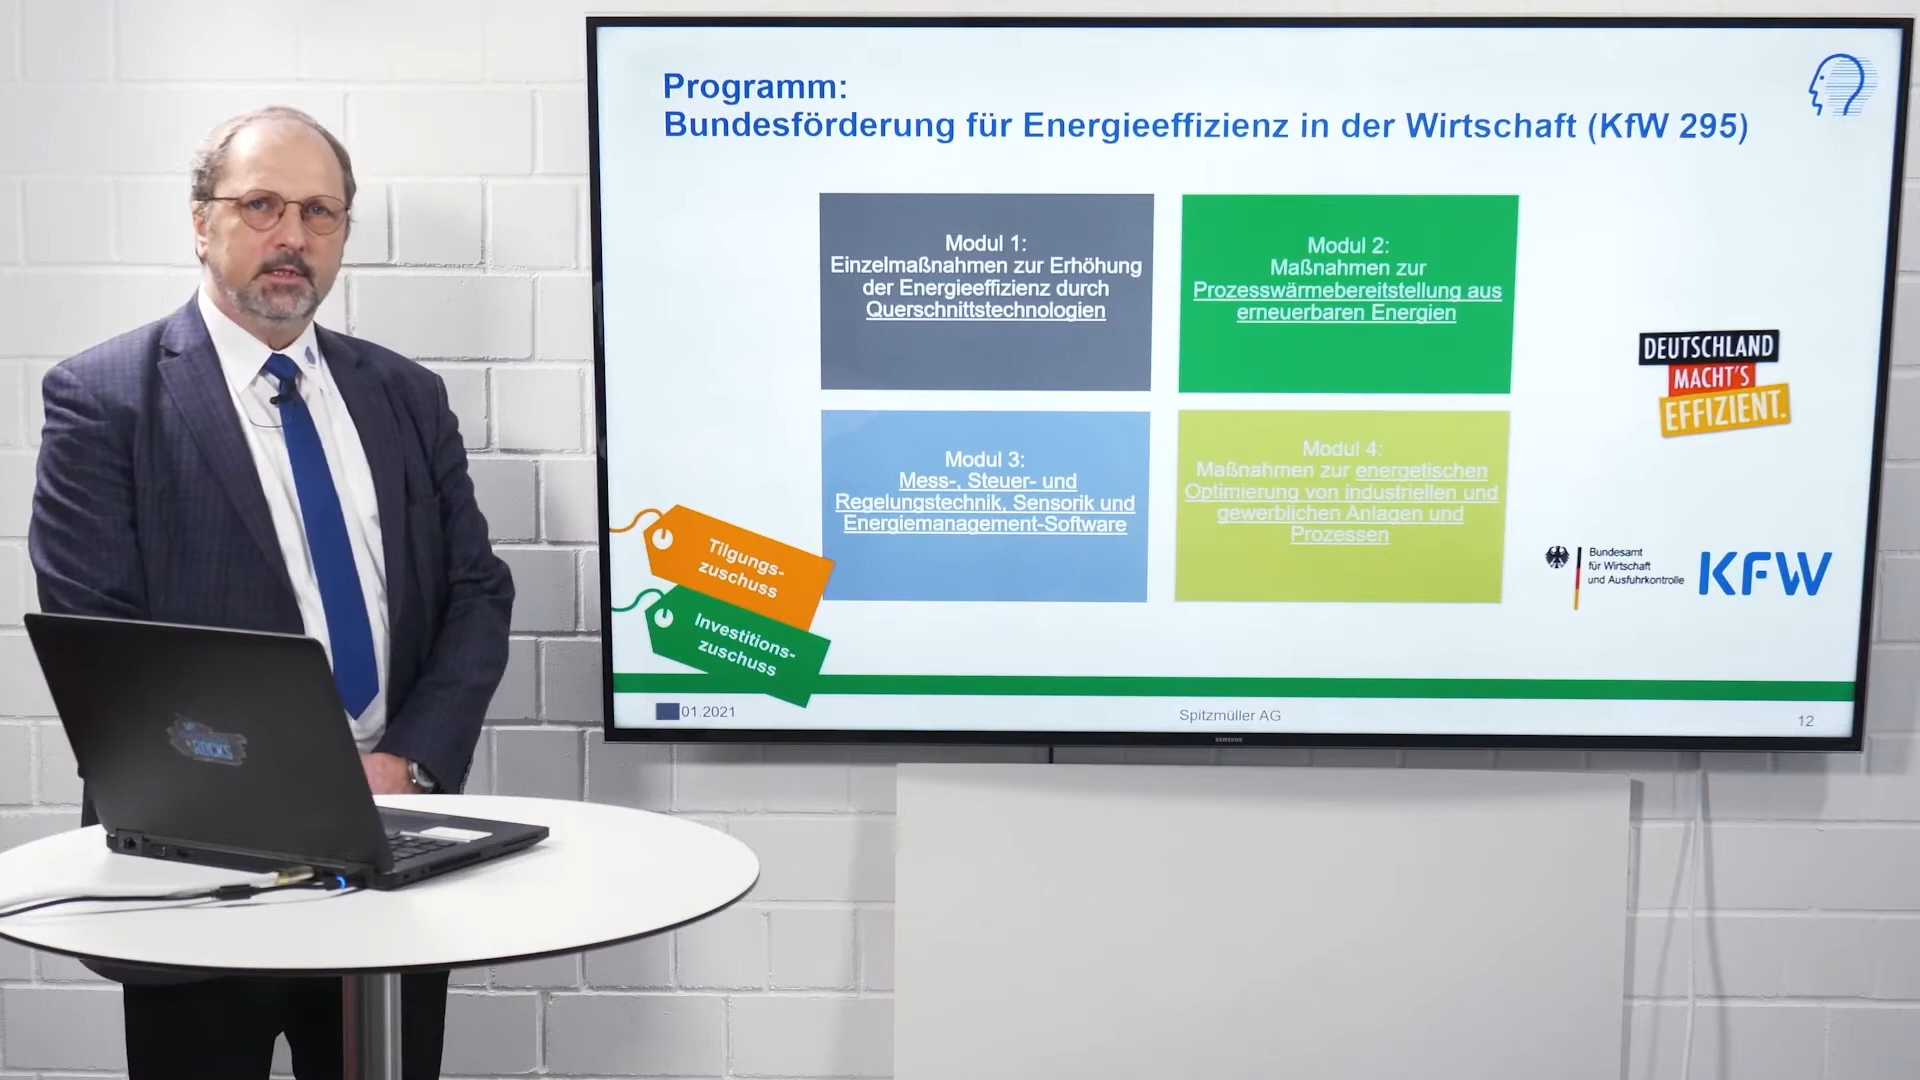 Programm:
Bundesförderung für Energieeffizienz in der Wirtschaft (KfW 295)
Modul 1:
Einzelmaßnahmen zur Erhöhung
der Energieeffizienz durch
Querschnittstechnologien
Modul 2:
Maßnahmen zur
Prozesswärmebereitstellung aus
erneuerbaren Energien
Modul 3:
Mess-, Steuer- und
Regelungstechnik, Sensorik und
Energiemanagement-Software
Modul 4:
Maßnahmen zur energetischen
Optimierung von industriellen und
gewerblichen Anlagen und
Prozessen
DEUTSCHLAND
MACHT'S
EFFIZIENT.
Tilgungs-
zuschuss
Investitions-
zuschuss
Bundesamt
für Wirtschaft
und Ausfuhrkontrolle
KFW
01.2021
Spitzmüller AG
12
SAMSUNG
ROCKS